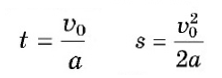 t = v₀/a    s = v₀²/2a